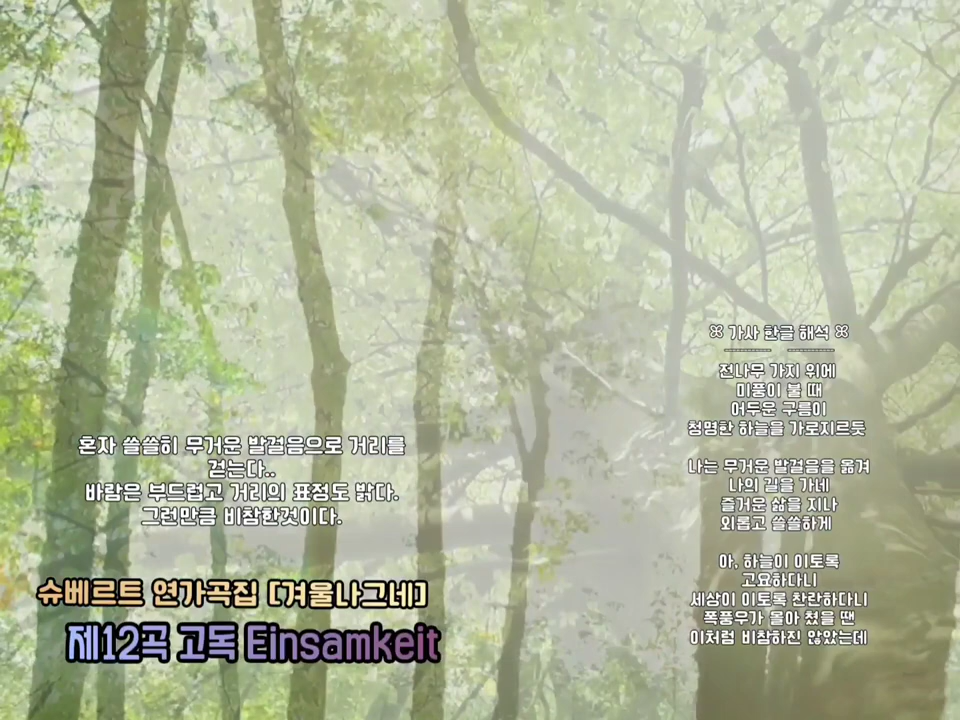 혼자 쓸쓸히 무거운 발걸음으로 거리를
걷는다..
바람은 부드럽고 거리의 표정도 밝다.
그런만큼 비참한것이다.
슈베르트 연가곡집 [겨울나그네]
제12곡 고독 Einsamkeit
ꕤ 가사 한글 해석 ꕤ
전나무 가지 위에
미풍이 불 때
어두운 구름이
청명한 하늘을 가로지르듯
나는 무거운 발걸음을 옮겨
나의 길을 가네
즐거운 삶을 지나
외롭고 쓸쓸하게
아, 하늘이 이토록
고요하다니
세상이 이토록 찬란하다니
폭풍우가 몰아 쳤을 땐
이처럼 비참하진 않았는데